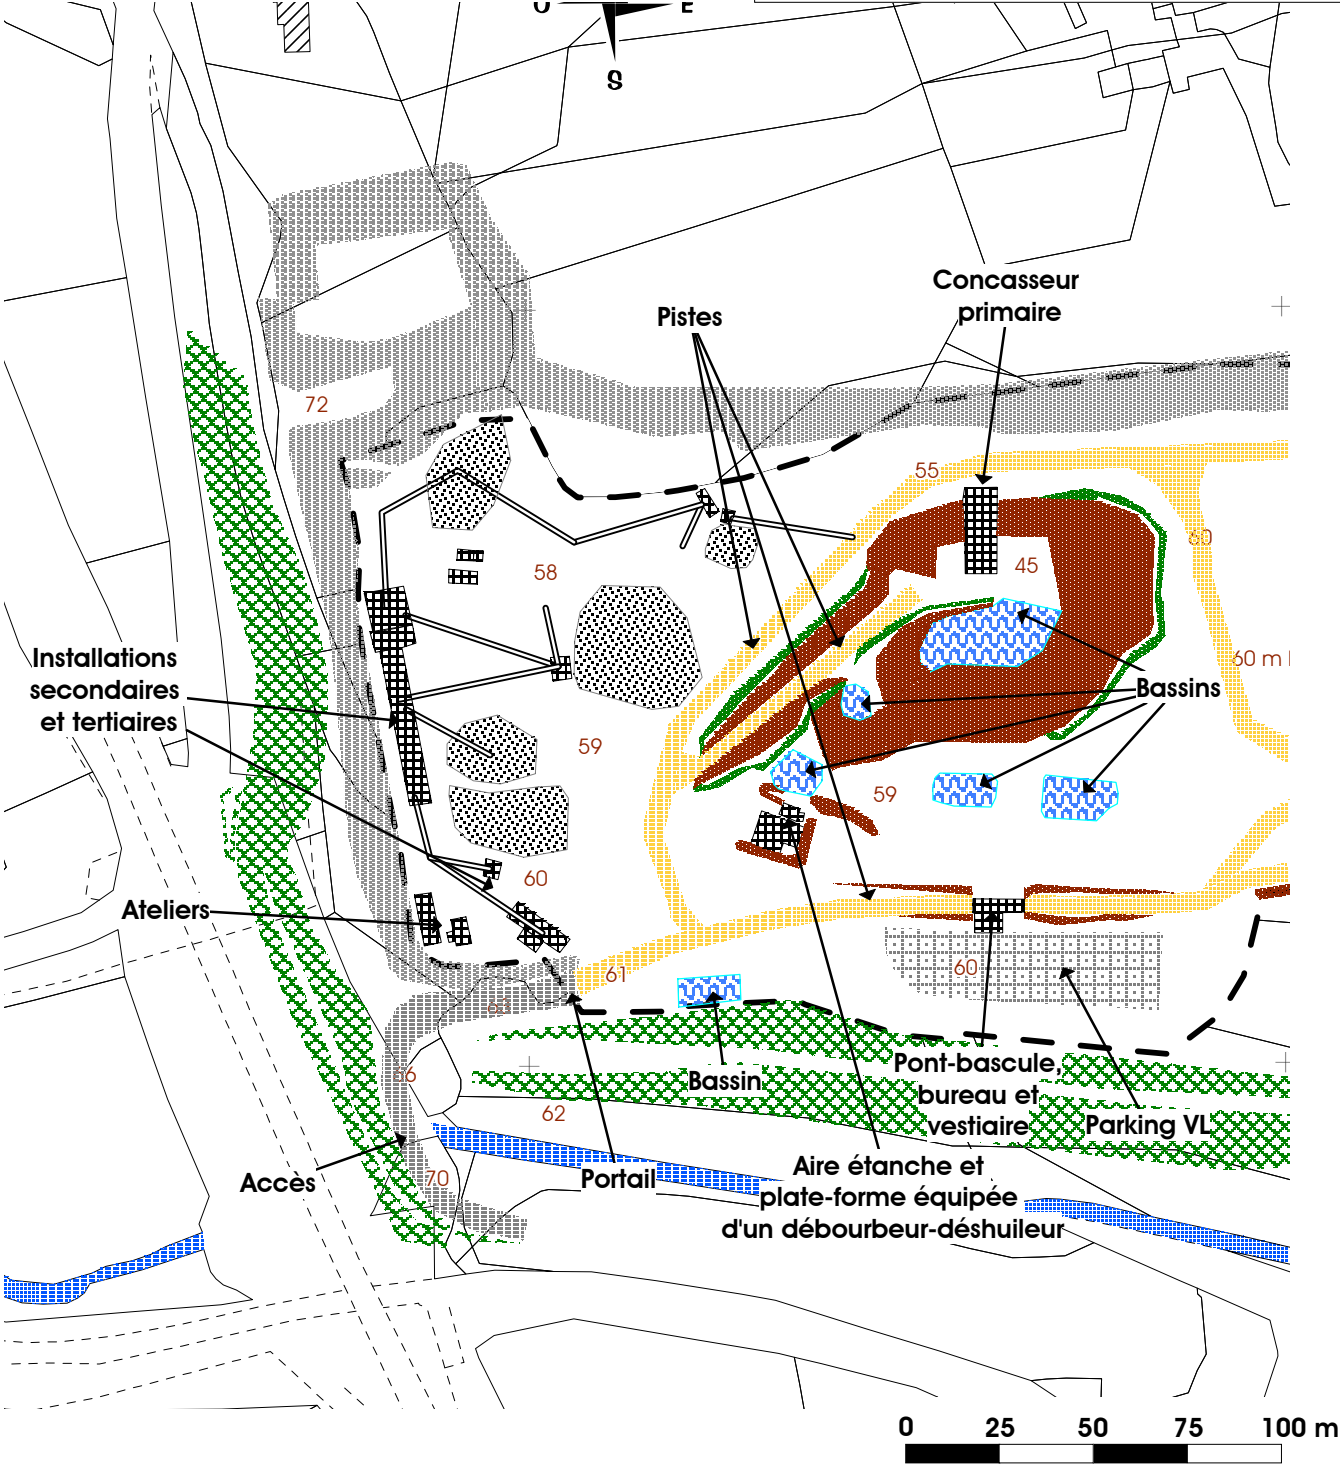 O
E
S
Concasseur
primaire
Pistes
72
55
60
58
45
Installations
secondaires
et tertiaires
60 m
Bassins
59
59
60
Ateliers
61
60
63
66
Bassin
Pont-bascule,
bureau et
vestiaire
62
Parking VL
Accès
70
Portail
Aire étanche et
plate-forme équipée
d'un débourbeur-déshuileur
0 25 50 75 100 m